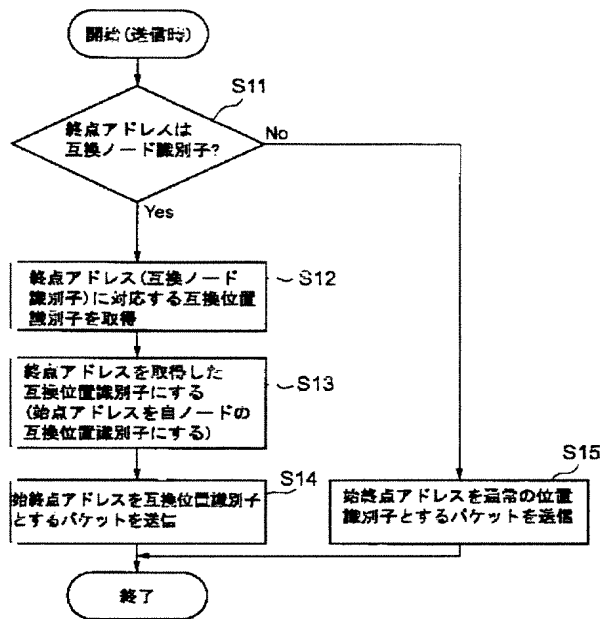 開始(送信時)
S11
終点アドレスは
互換ノード識別子?
No
Yes
終点アドレス(互換ノード
識別子)に対応する互換位置
識別子を取得
S12
終点アドレスを取得した
互換位置識別子にする
(始点アドレスを自ノードの
互換位置識別子にする)
S13
S14
始終点アドレスを互換位置識別子
とするパケットを送信
S15
始終点アドレスを通常の位置
識別子とするパケットを送信
終了